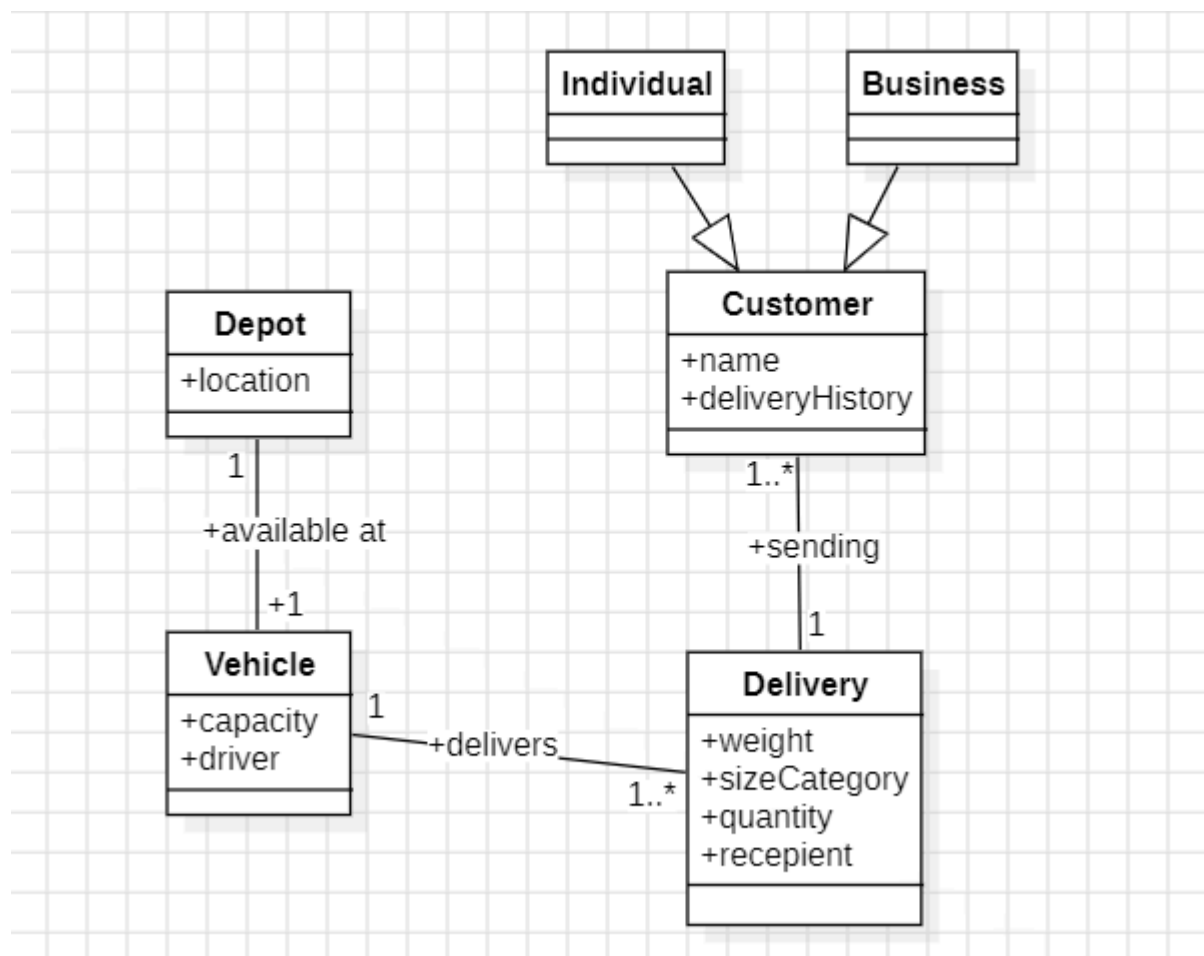 Individual
Business
Customer
+name
+deliveryHistory
Depot
+location
1
+available at
+1
1..*
+sending
1
Vehicle
+capacity
+driver
1
+delivers
1..*
Delivery
+weight
+sizeCategory
+quantity
+recepient